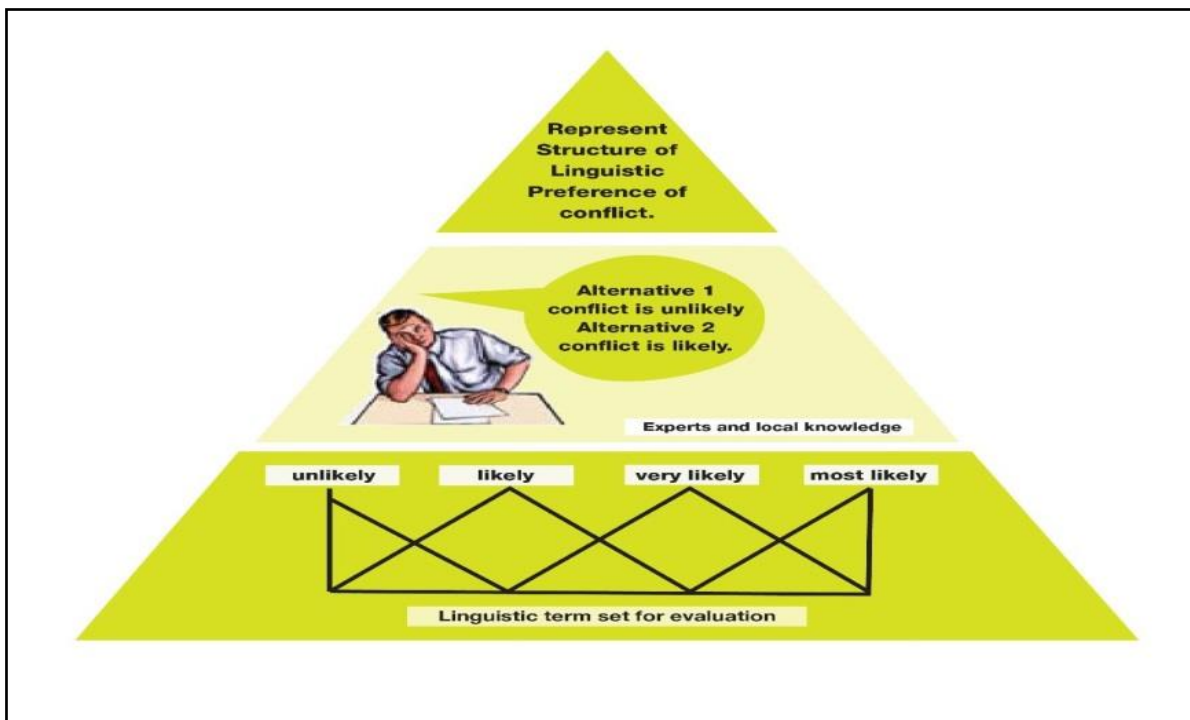 Represent
Structure of
Linguistic
Preference of
conflict.
Alternative 1
conflict is unlikely
Alternative 2
conflict is likely.
Experts and local knowledge
unlikely likely very likely most likely
Linguistic term set for evaluation